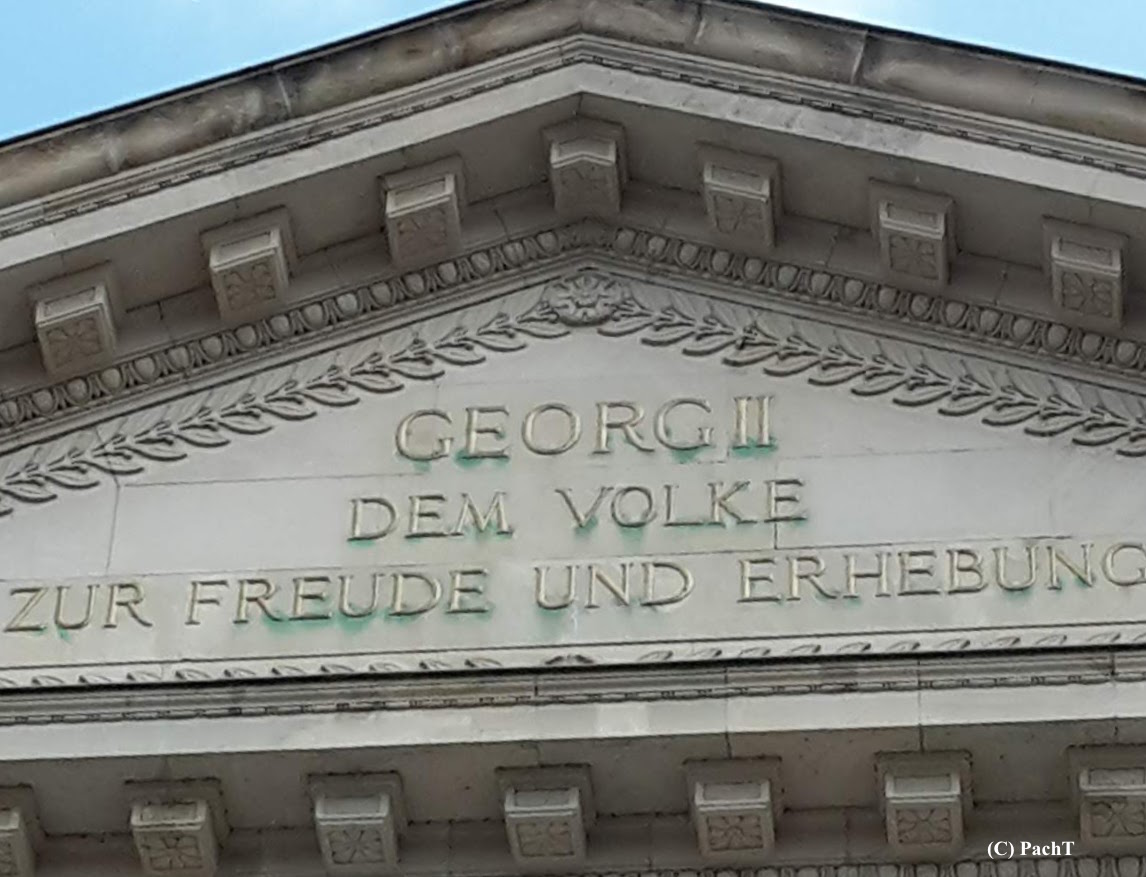 GEORG II
DEM VOLKE
ZUR FREUDE UND ERHEBUNG
(C) PachT